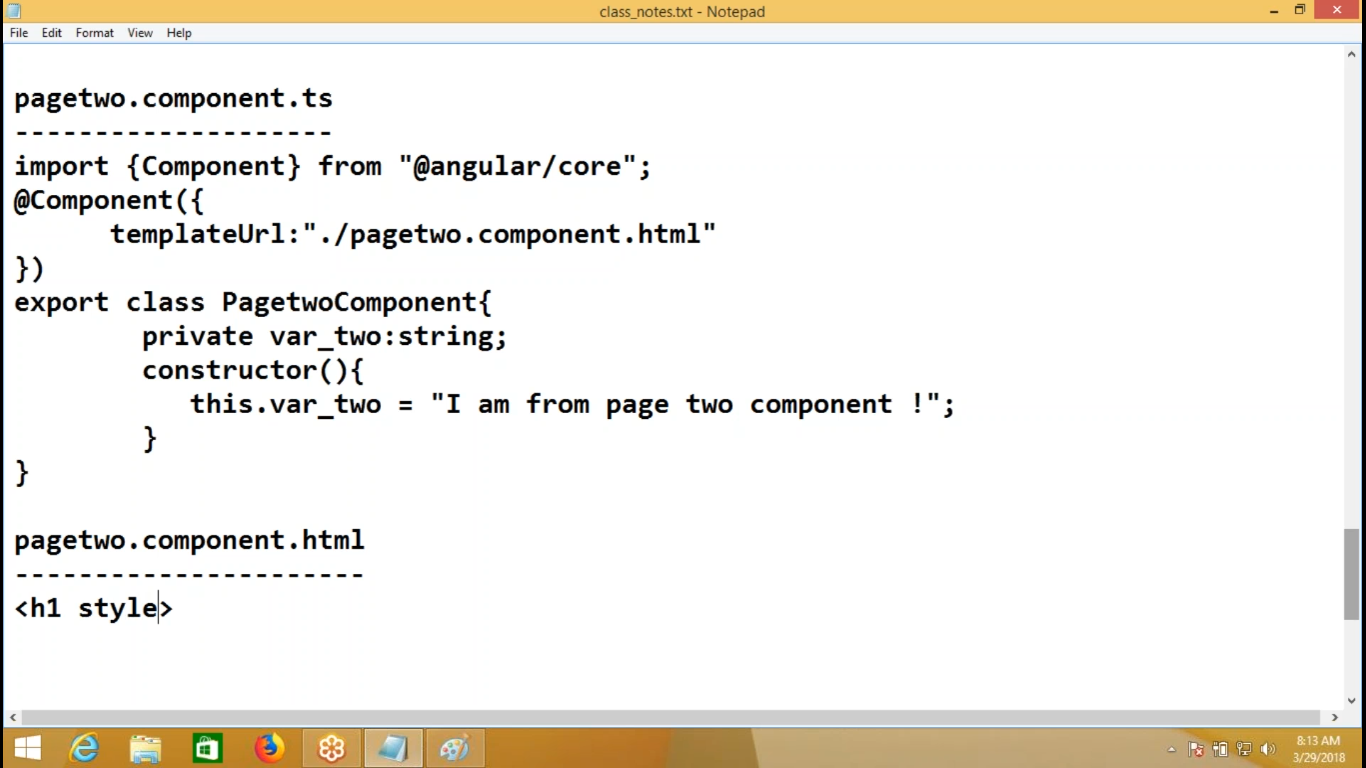 class_notes.txt - Notepad
File Edit Format View Help
pagetwo.component.ts
--------------------
import {Component} from "@angular/core";
@Component({
      templateUrl:"./pagetwo.component.html"
})
export class PagetwoComponent{
        private var_two:string;
        constructor(){
           this.var_two = "I am from page two component !";
        }
}
pagetwo.component.html
----------------------
<h1 style>
8:13 AM
3/29/2018